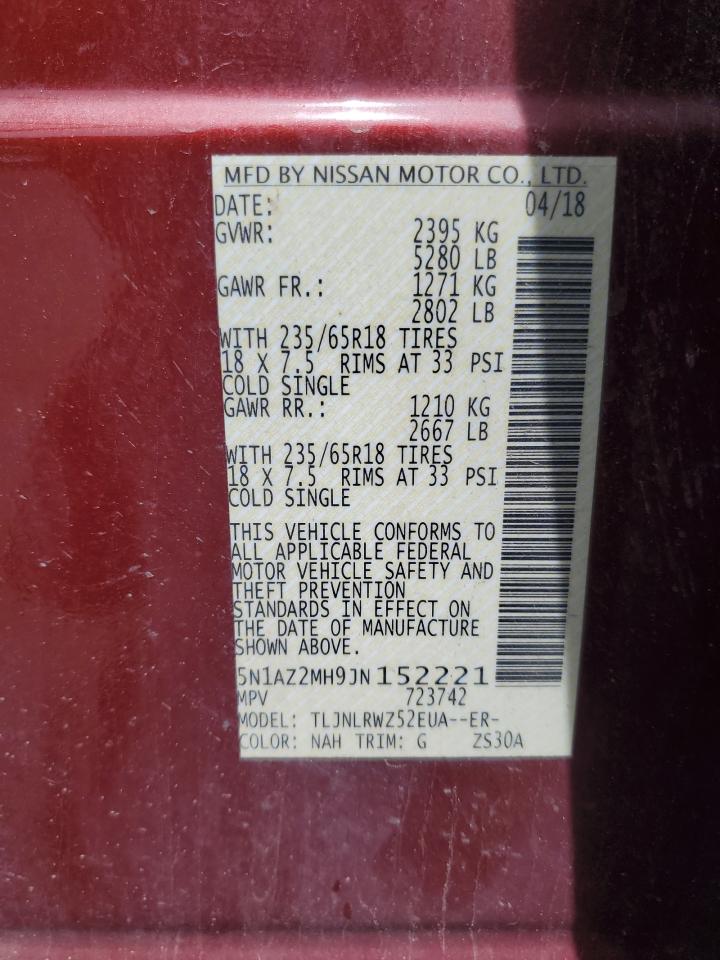 MFD BY NISSAN MOTOR CO., LTD.
DATE: 04/18
GVWR: 2395 KG
5280 LB
GAWR FR.: 1271 KG
2802 LB
WITH 235/65R18 TIRES
18 X 7.5 RIMS AT 33 PSI
COLD SINGLE
GAWR RR.: 1210 KG
2667 LB
WITH 235/65R18 TIRES
18 X 7.5 RIMS AT 33 PSI
COLD SINGLE
THIS VEHICLE CONFORMS TO
ALL APPLICABLE FEDERAL
MOTOR VEHICLE SAFETY AND
THEFT PREVENTION
STANDARDS IN EFFECT ON
THE DATE OF MANUFACTURE
SHOWN ABOVE.
5N1AZ2MH9JN152221
MPV 723742
MODEL: TLJNLRWZ52EUA--ER-
COLOR: NAH TRIM: G ZS30A